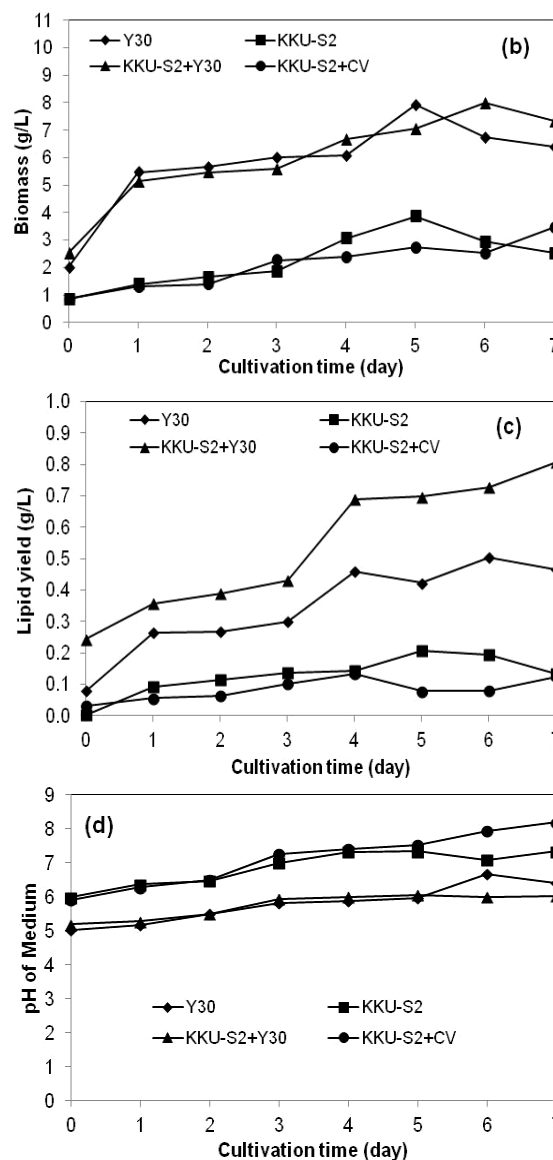 Y30 KKU-S2 (b)
KKU-S2+Y30 KKU-S2+CV
11
10
9
8
7
6
5
4
3
2
1
0
Biomass (g/L)
0 1 2 3 4 5 6 7
Cultivation time (day)
Y30 KKU-S2 (c)
KKU-S2+Y30 KKU-S2+CV
1.0
0.9
0.8
0.7
0.6
0.5
0.4
0.3
0.2
0.1
0.0
Lipid yield (g/L)
0 1 2 3 4 5 6 7
Cultivation time (day)
(d)
9
8
7
6
5
4
3
2
1
0
pH of Medium
Y30 KKU-S2
KKU-S2+Y30 KKU-S2+CV
0 1 2 3 4 5 6 7
Cultivation time (day)